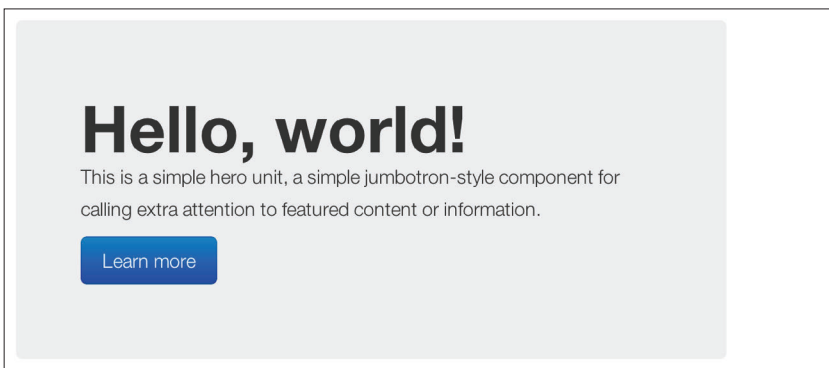 Hello, world!
This is a simple hero unit, a simple jumbotron-style component for
calling extra attention to featured content or information.
Learn more